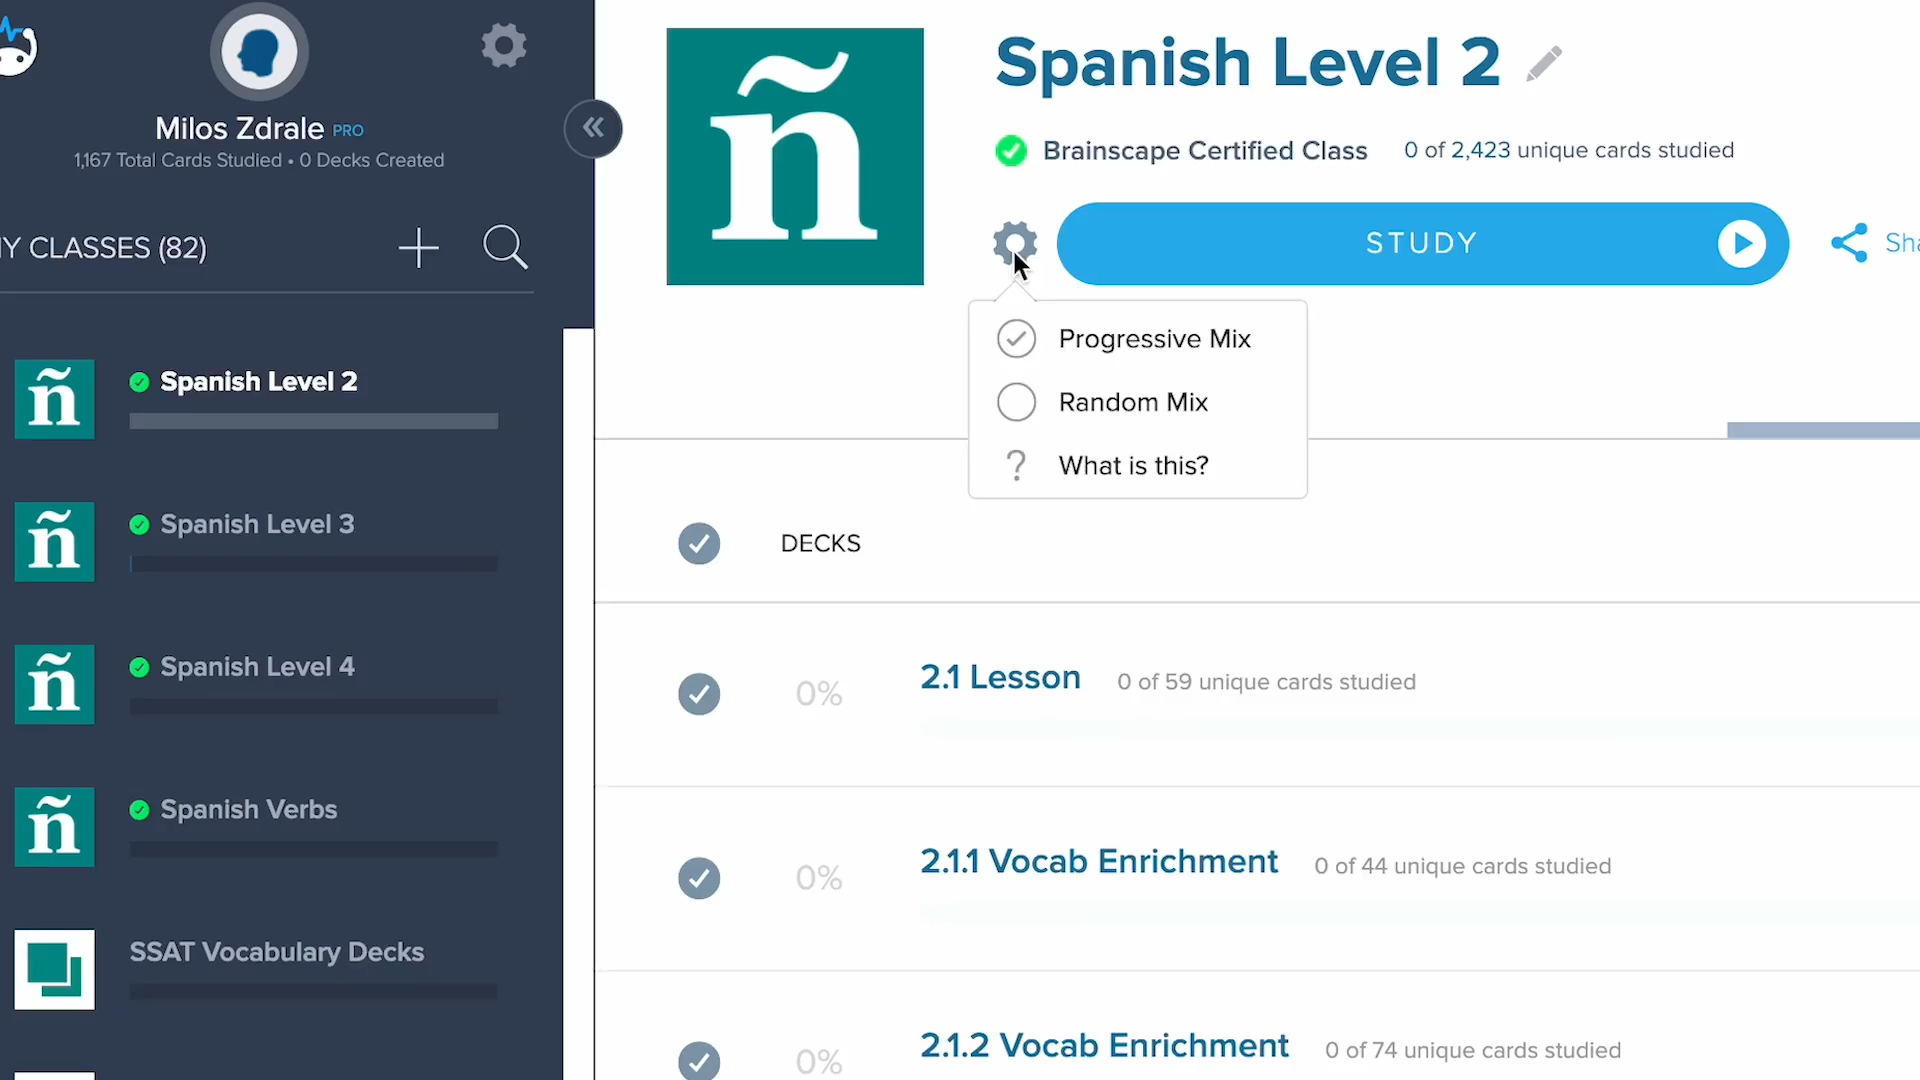 Milos Zdrale PRO
1,167 Total Cards Studied • 0 Decks Created
Y CLASSES (82)
ñ Spanish Level 2
ñ Spanish Level 3
ñ Spanish Level 4
ñ Spanish Verbs
SSAT Vocabulary Decks
ñ
Spanish Level 2
Brainscape Certified Class 0 of 2,423 unique cards studied
STUDY
Sha
Progressive Mix
Random Mix
? What is this?
DECKS
0% 2.1 Lesson 0 of 59 unique cards studied
0% 2.1.1 Vocab Enrichment 0 of 44 unique cards studied
0% 2.1.2 Vocab Enrichment 0 of 74 unique cards studied